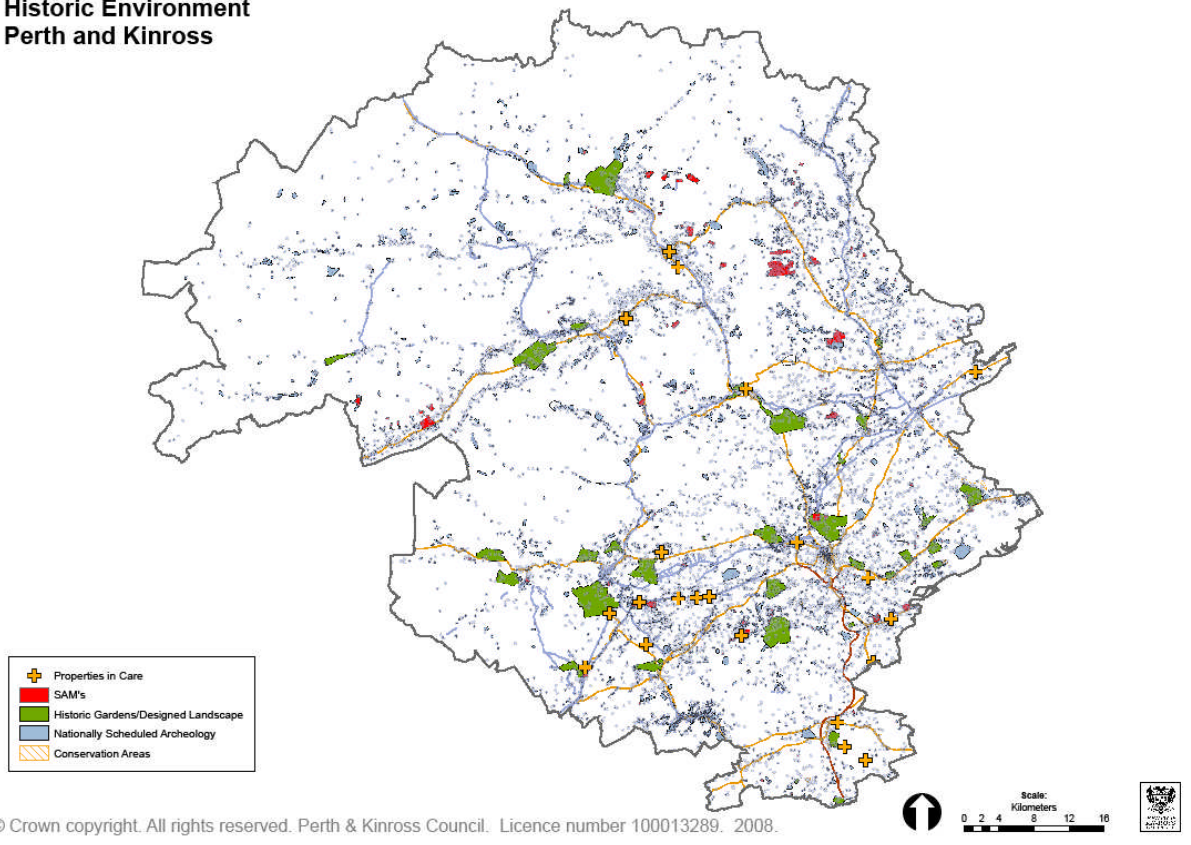 Historic Environment
Perth and Kinross
Properties in Care
SAM's
Historic Gardens/Designed Landscape
Nationally Scheduled Archeology
Conservation Areas
© Crown copyright. All rights reserved. Perth & Kinross Council. Licence number 100013289. 2008.
Scale:
Kilometers
0 2 4 8 12 16